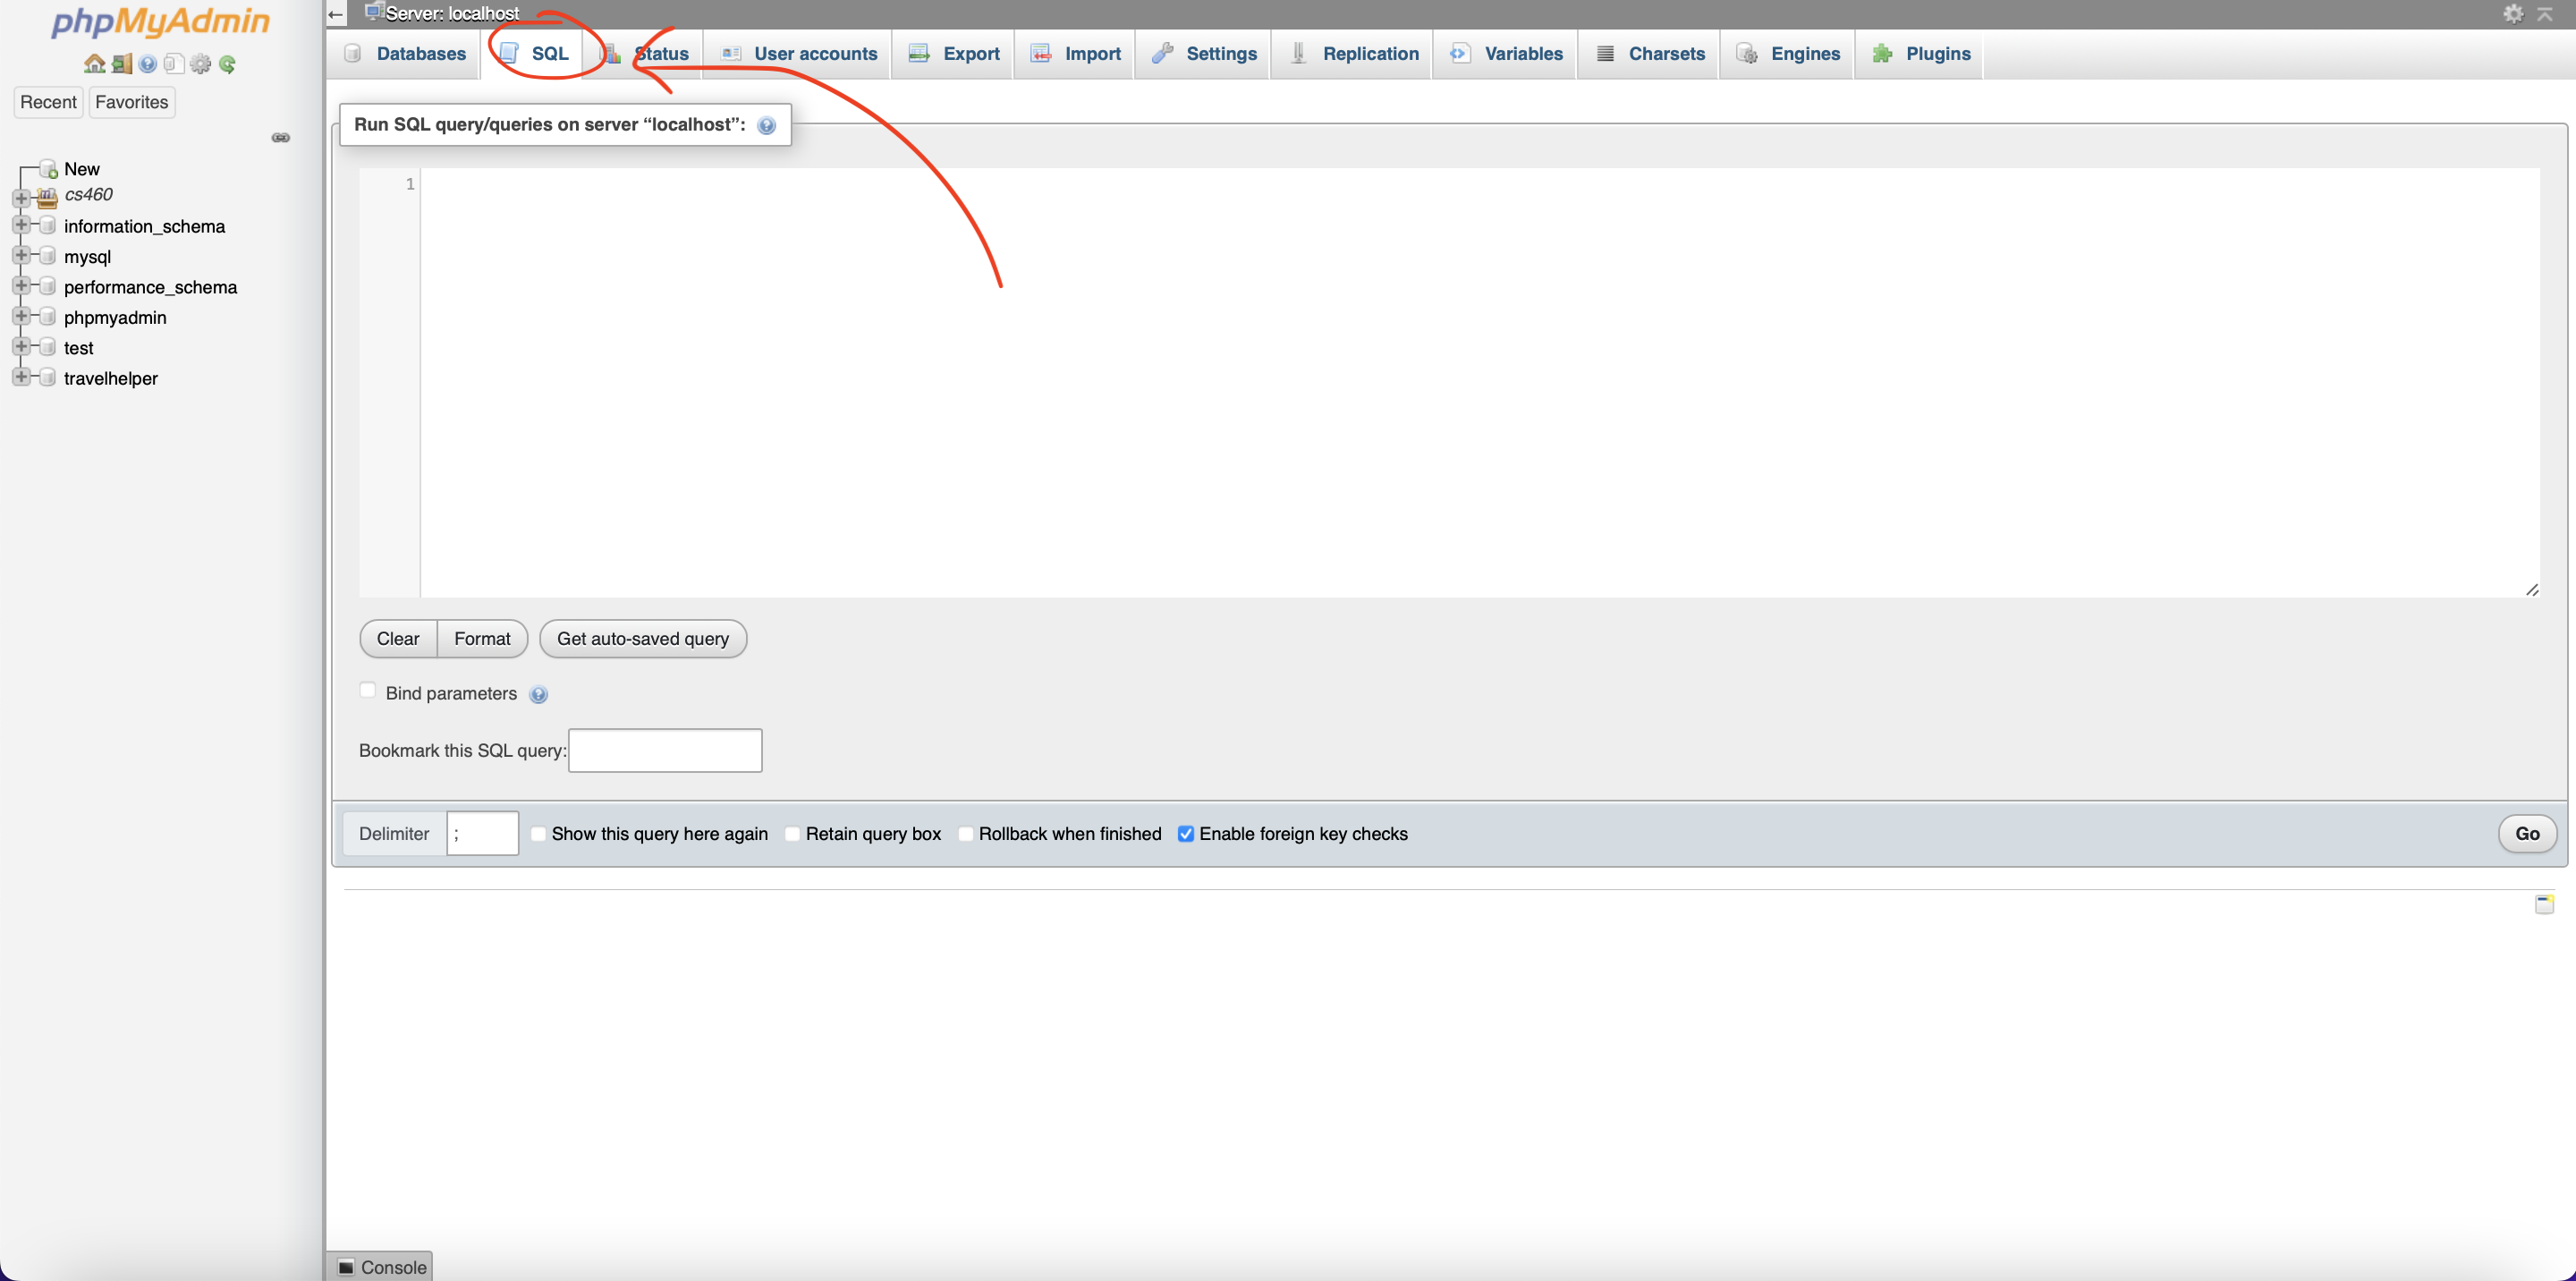 phpMyAdmin
Recent
Favorites
New
cs460
information_schema
mysql
performance_schema
phpmyadmin
test
travelhelper
Server: localhost
Databases
SQL
Status
User accounts
Export
Import
Settings
Replication
Variables
Charsets
Engines
Plugins
Run SQL query/queries on server “localhost”:
1
Clear
Format
Get auto-saved query
Bind parameters
Bookmark this SQL query:
Delimiter
;
Show this query here again
Retain query box
Rollback when finished
Enable foreign key checks
Go
Console